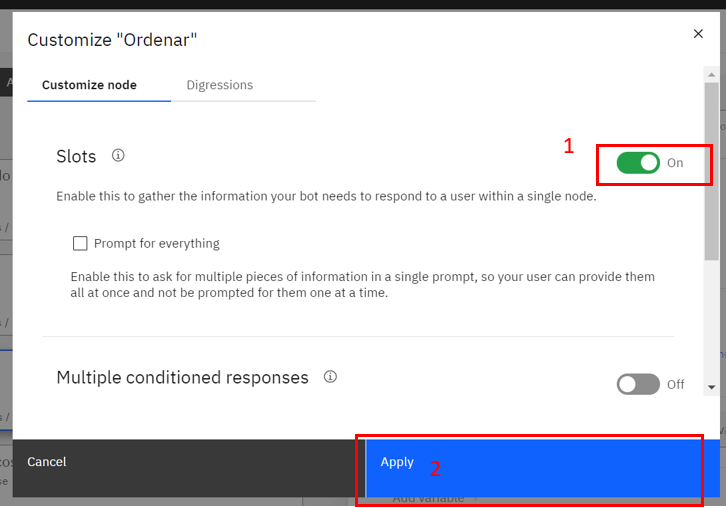 Customize "Ordenar"
Customize node
Digressions
Slots
1
On
Enable this to gather the information your bot needs to respond to a user within a single node.
Prompt for everything
Enable this to ask for multiple pieces of information in a single prompt, so your user can provide them
all at once and not be prompted for them one at a time.
Multiple conditioned responses
Off
Cancel
Apply
2
Add variable